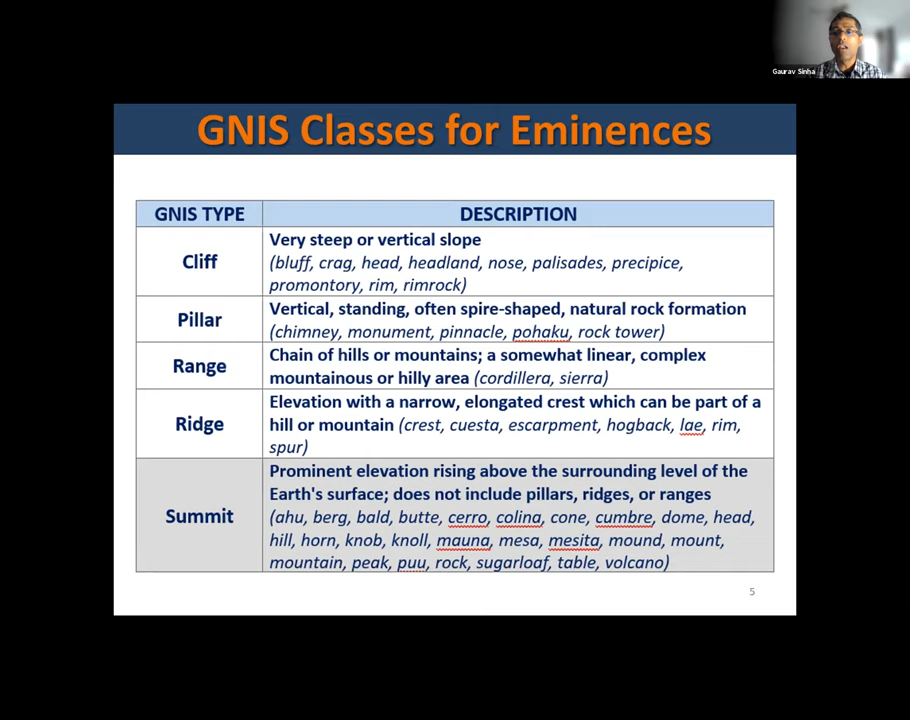 Gaurav Sinha
GNIS Classes for Eminences
GNIS TYPE
DESCRIPTION
Cliff
Very steep or vertical slope
(bluff, crag, head, headland, nose, palisades, precipice,
promontory, rim, rimrock)
Pillar
Vertical, standing, often spire-shaped, natural rock formation
(chimney, monument, pinnacle, pohaku, rock tower)
Range
Chain of hills or mountains; a somewhat linear, complex
mountainous or hilly area (cordillera, sierra)
Ridge
Elevation with a narrow, elongated crest which can be part of a
hill or mountain (crest, cuesta, escarpment, hogback, lae, rim,
spur)
Summit
Prominent elevation rising above the surrounding level of the
Earth's surface; does not include pillars, ridges, or ranges
(ahu, berg, bald, butte, cerro, colina, cone, cumbre, dome, head,
hill, horn, knob, knoll, mauna, mesa, mesita, mound, mount,
mountain, peak, puu, rock, sugarloaf, table, volcano)
5